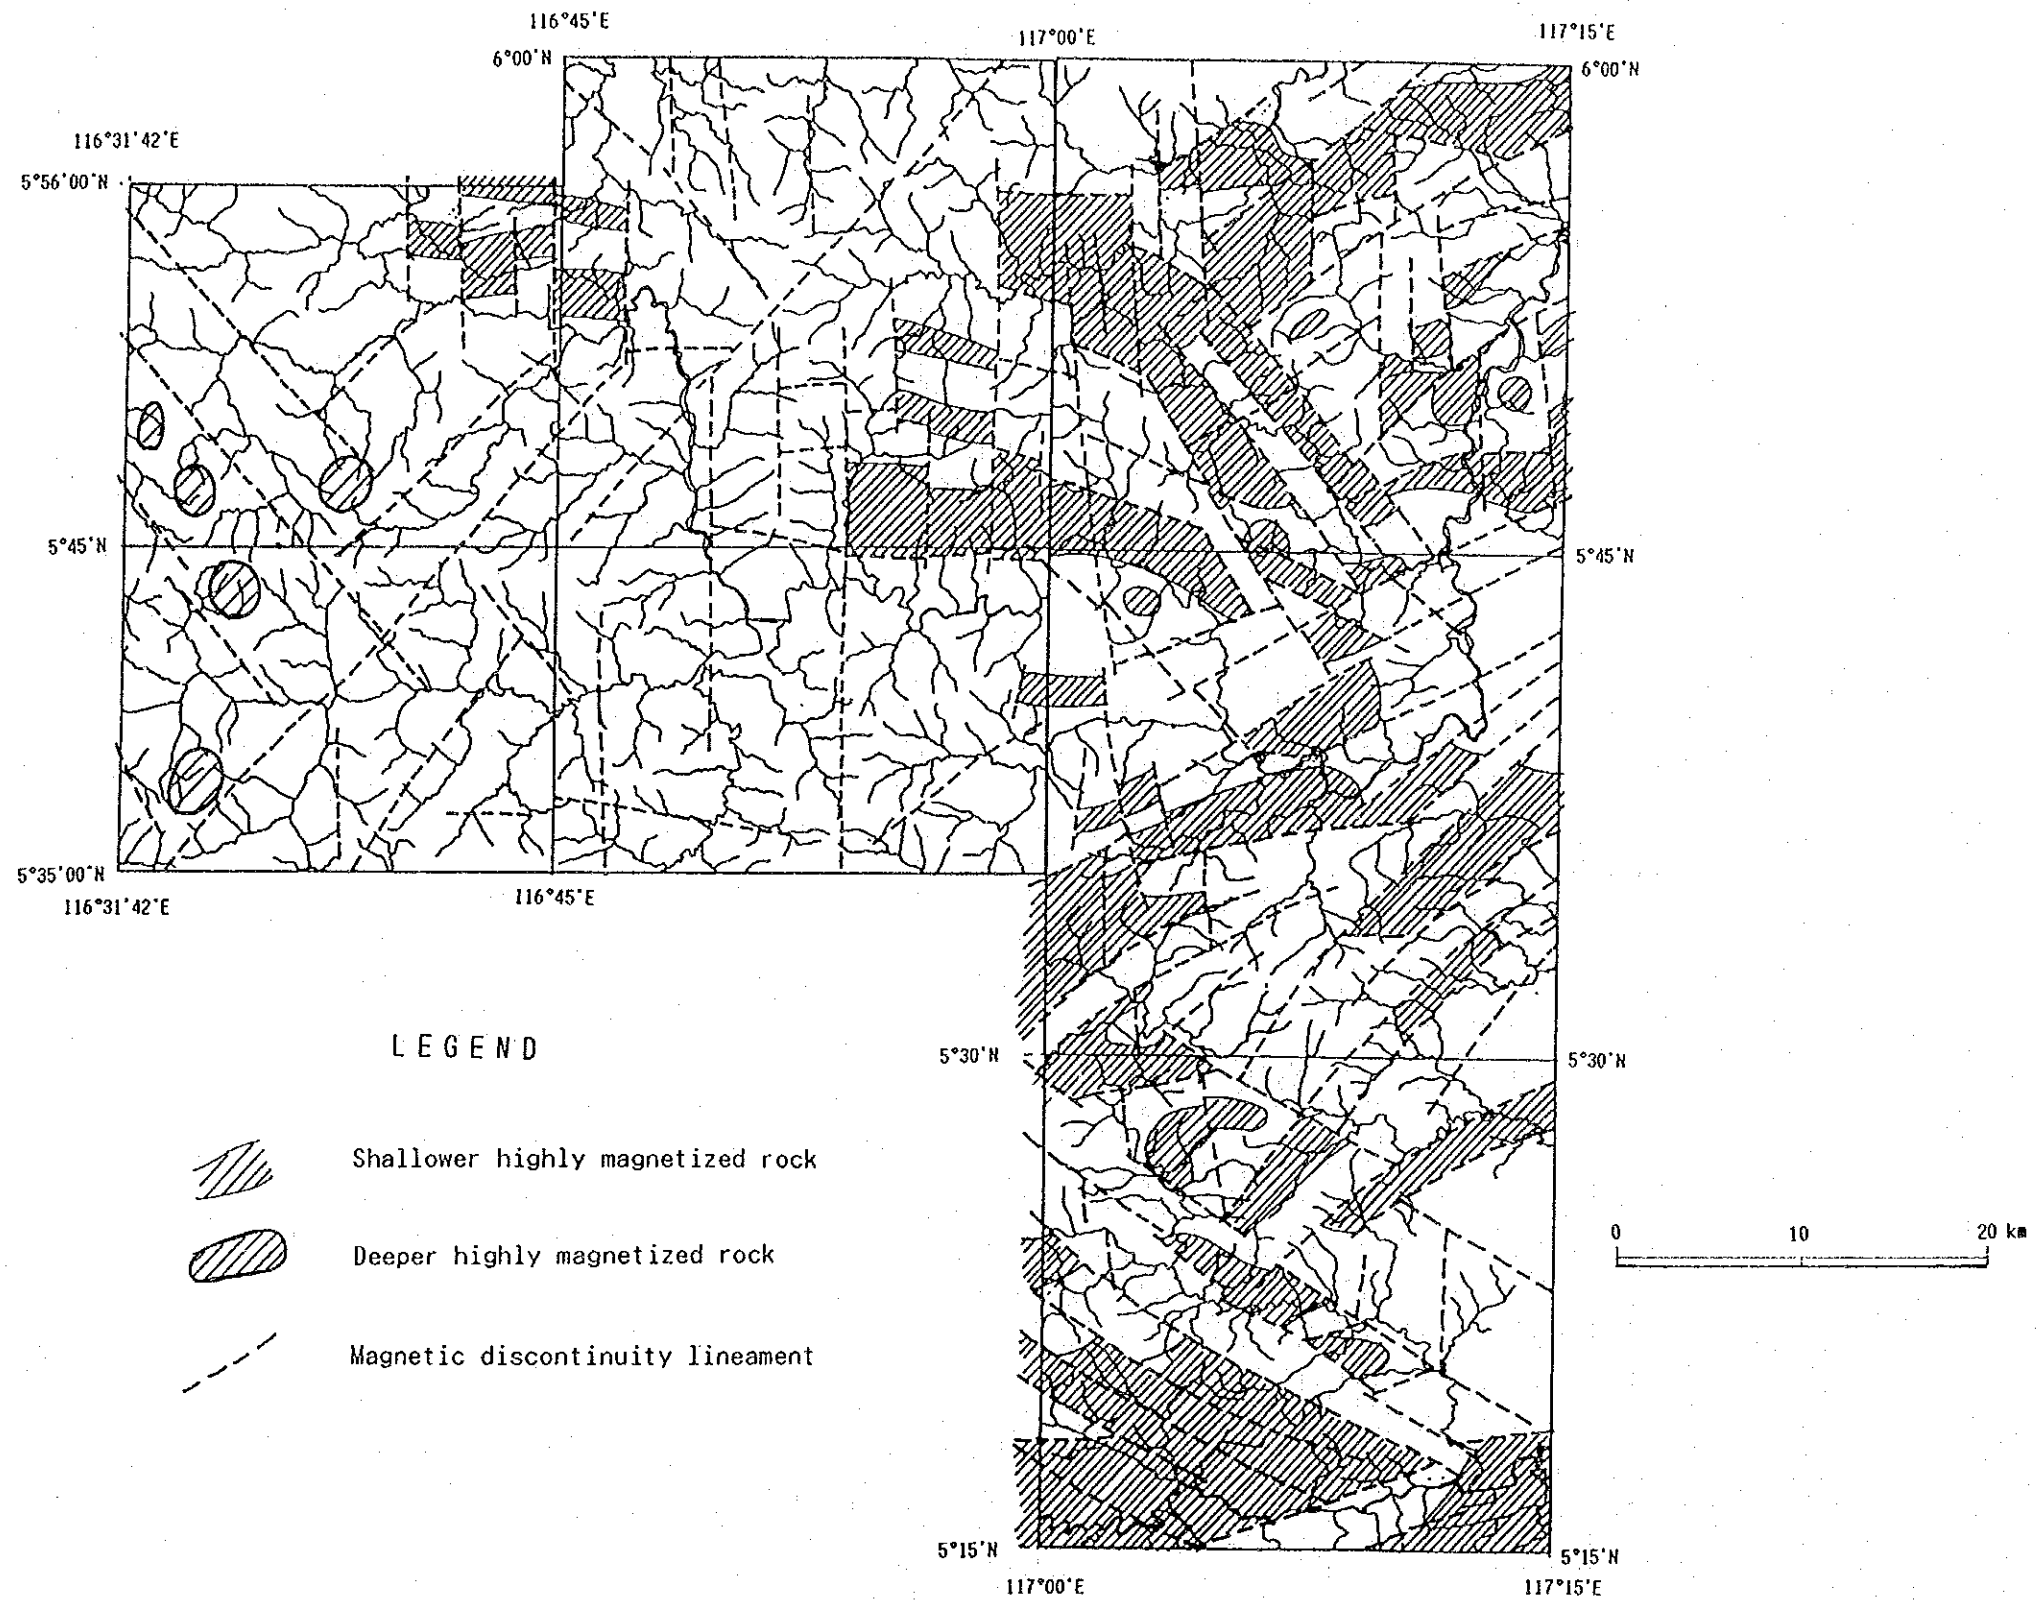 116°45'E
117°00'E
117°15'E
6°00'N
6°00'N
116°31'42"E
5°56'00"N
5°45'N
5°45'N
5°35'00"N
116°31'42"E
116°45'E
LEGEND
5°30'N
5°30'N
Shallower highly magnetized rock
Deeper highly magnetized rock
0 10 20 km
Magnetic discontinuity lineament
5°15'N
5°15'N
117°00'E
117°15'E